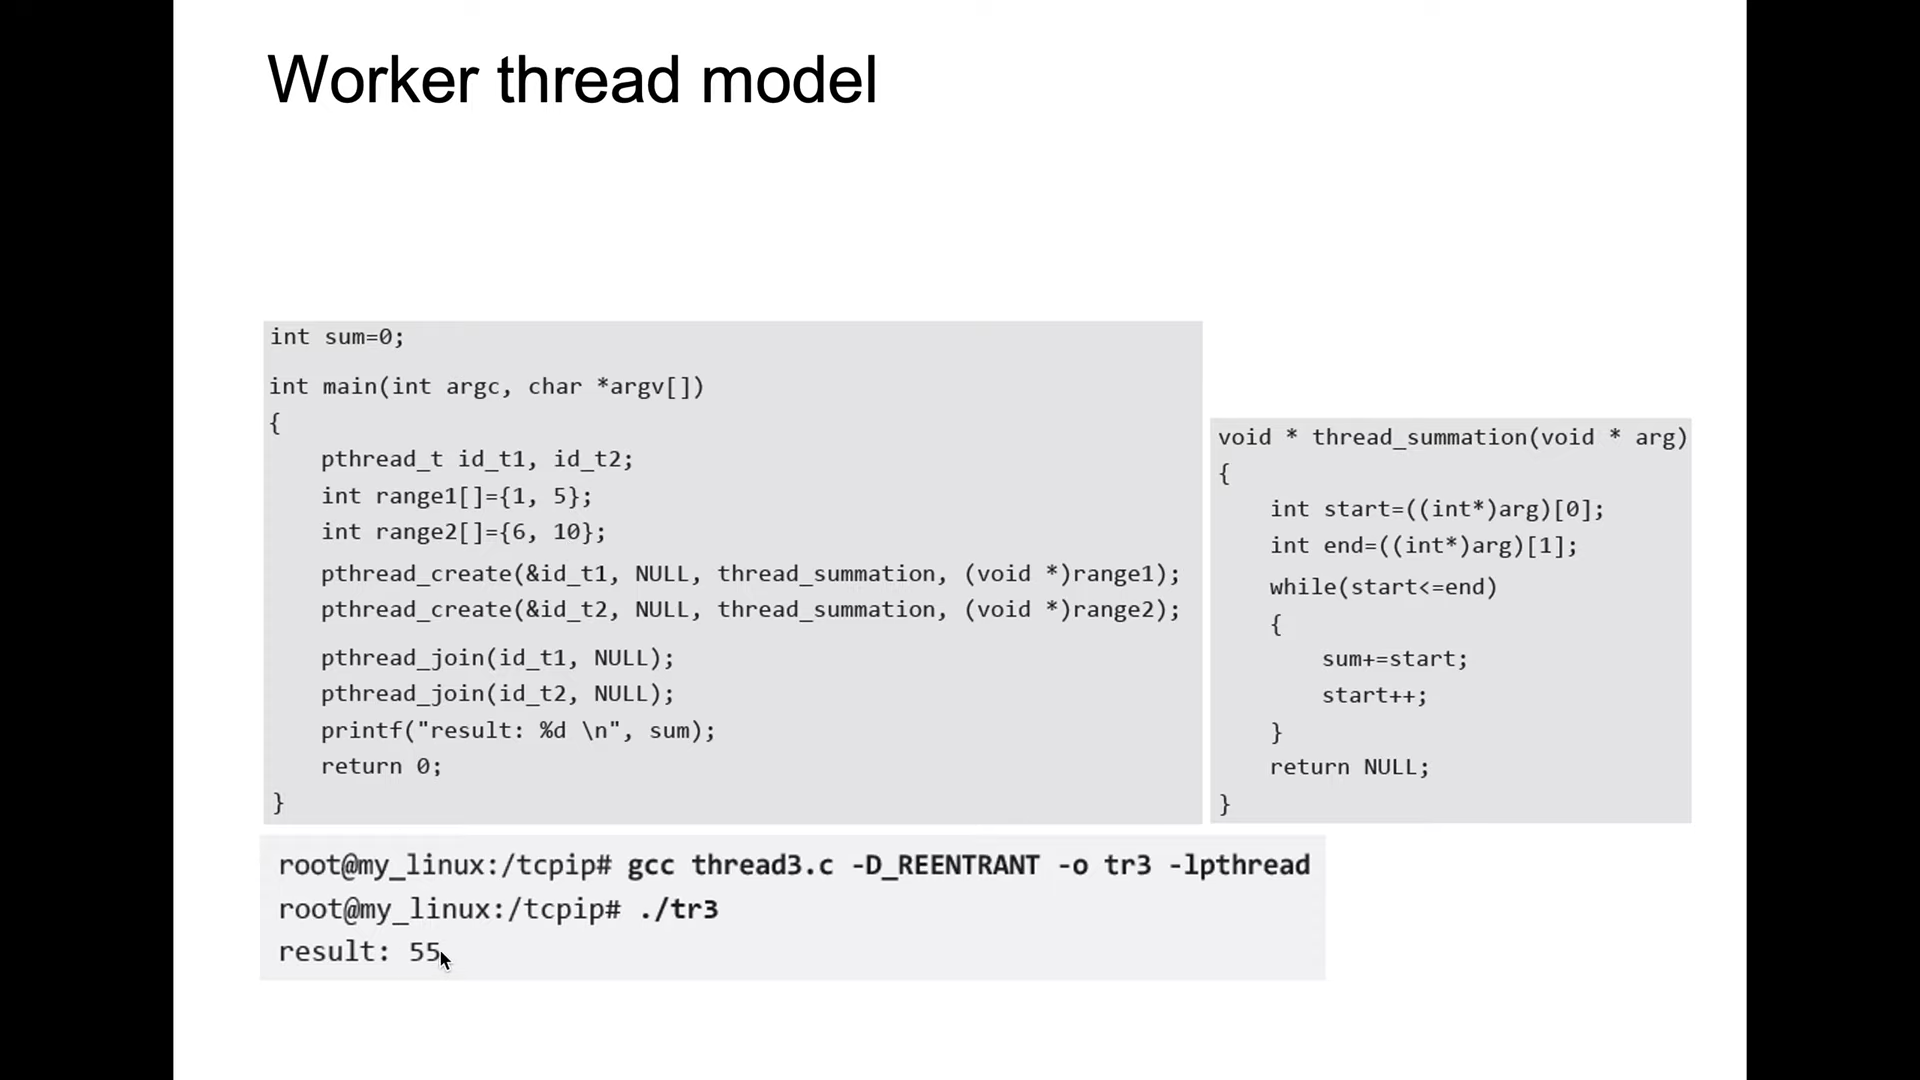 Worker thread model
int sum=0;
int main(int argc, char *argv[])
{
pthread_t id_t1, id_t2;
int range1[]={1, 5};
int range2[]={6, 10};
pthread_create(&id_t1, NULL, thread_summation, (void *)range1);
pthread_create(&id_t2, NULL, thread_summation, (void *)range2);
pthread_join(id_t1, NULL);
pthread_join(id_t2, NULL);
printf("result: %d \n", sum);
return 0;
}
void * thread_summation(void * arg)
{
int start=((int*)arg)[0];
int end=((int*)arg)[1];
while(start<=end)
{
sum+=start;
start++;
}
return NULL;
}
root@my_linux:/tcpip# gcc thread3.c -D_REENTRANT -o tr3 -lpthread
root@my_linux:/tcpip# ./tr3
result: 55